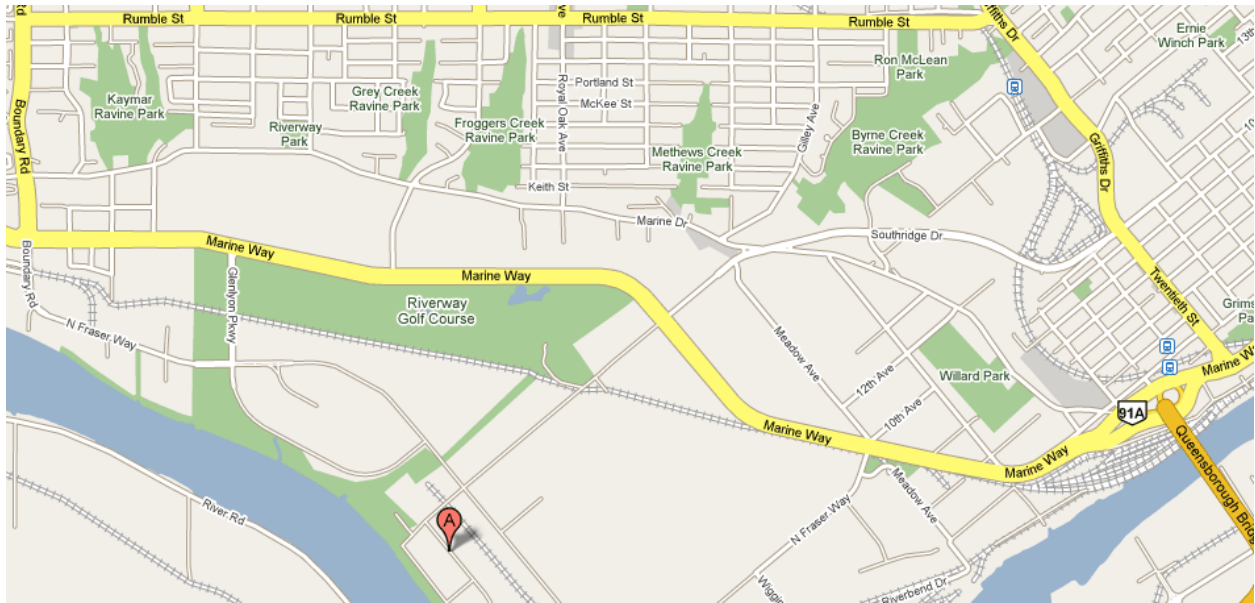 Rumble St
Rumble St
Rumble St
Rumble St
Griffiths Dr
Ernie
Winch Park
Boundary Rd
Kaymar
Ravine Park
Grey Creek
Ravine Park
Riverway
Park
Froggers Creek
Ravine Park
Royal Oak Ave
Portland St
McKee St
Ron McLean
Park
Gilley Ave
Byrne Creek
Ravine Park
Methews Creek
Ravine Park
Griffiths Dr
Keith St
Marine Dr
Southridge Dr
Marine Way
Marine Way
Boundary Rd
Glenlyon Pkwy
Riverway
Golf Course
Twentieth St
N Fraser Way
Meadow Ave
12th Ave
Willard Park
10th Ave
91A
Marine Way
Marine Way
Queensborough Bridge
Meadow Ave
River Rd
A
N Fraser Way
Riverbend Dr